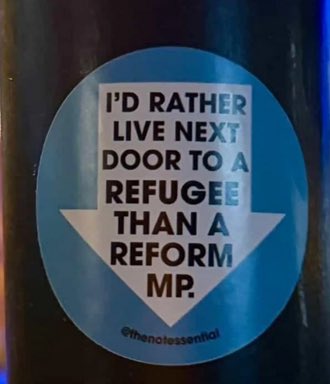 I'D RATHER
LIVE NEXT
DOOR TO A
REFUGEE
THAN A
REFORM
MP.
@thenotessential